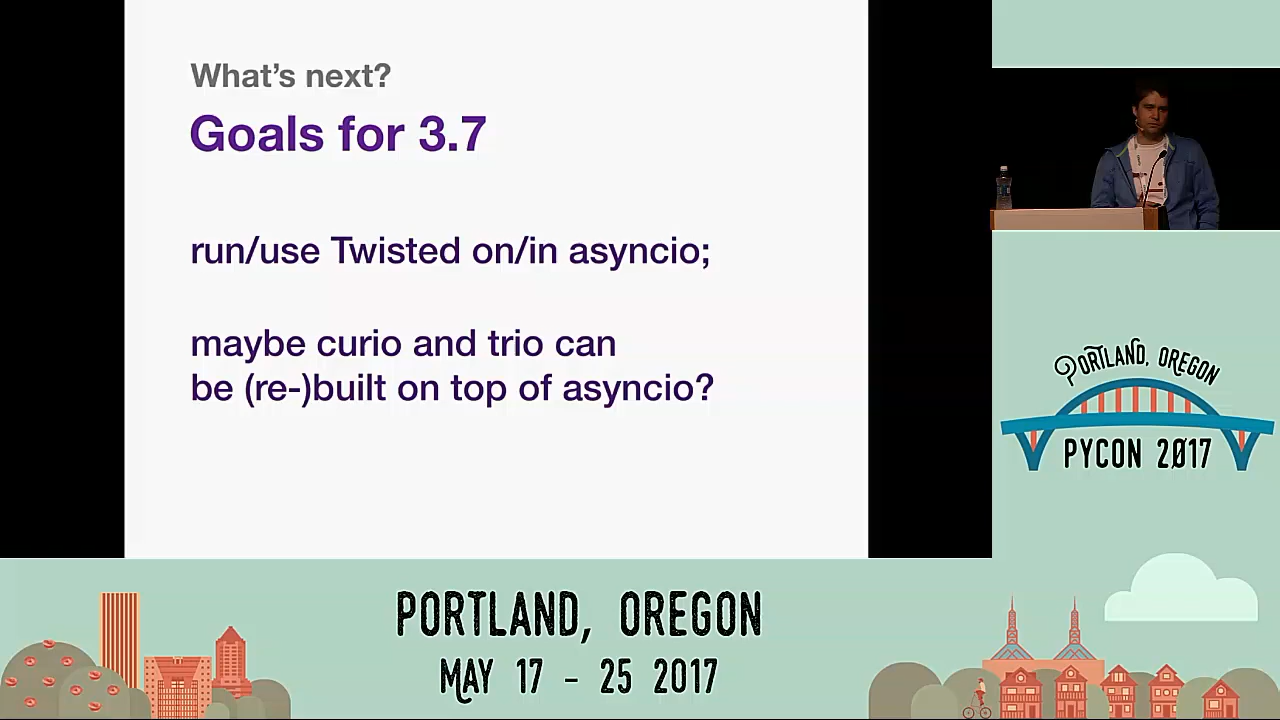 What's next?
Goals for 3.7
run/use Twisted on/in asyncio;
maybe curio and trio can
be (re-)built on top of asyncio?
PORTLAND, OREGON
PYCON 2017
PORTLAND, OREGON
MAY 17 - 25 2017